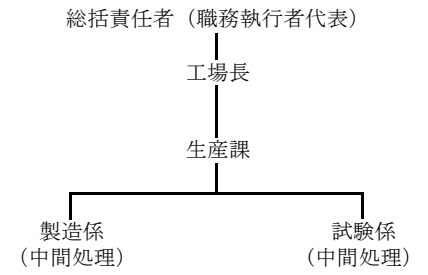 総括責任者（職務執行者代表）
工場長
生産課
製造係
（中間処理）
試験係
（中間処理）